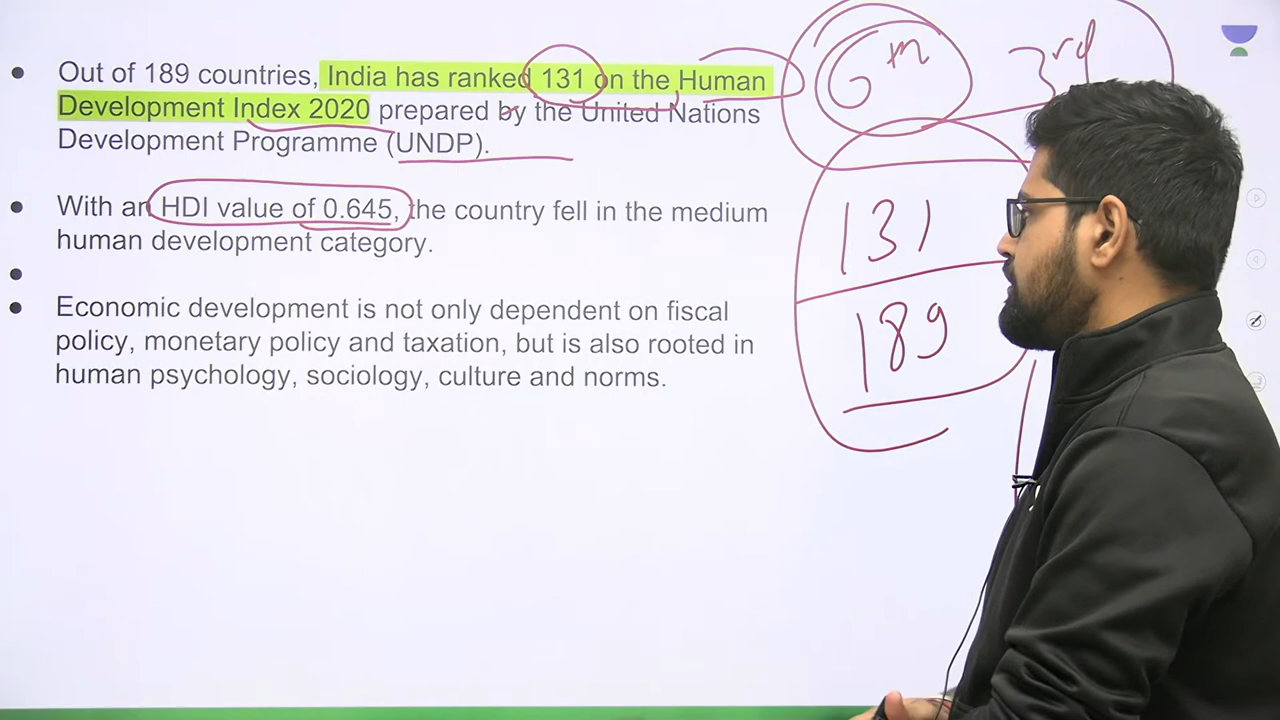 Out of 189 countries, India has ranked 131 on the Human
Development Index 2020 prepared by the United Nations
Development Programme (UNDP).
With an HDI value of 0.645, the country fell in the medium
human development category.
Economic development is not only dependent on fiscal
policy, monetary policy and taxation, but is also rooted in
human psychology, sociology, culture and norms.
3rd
131
189